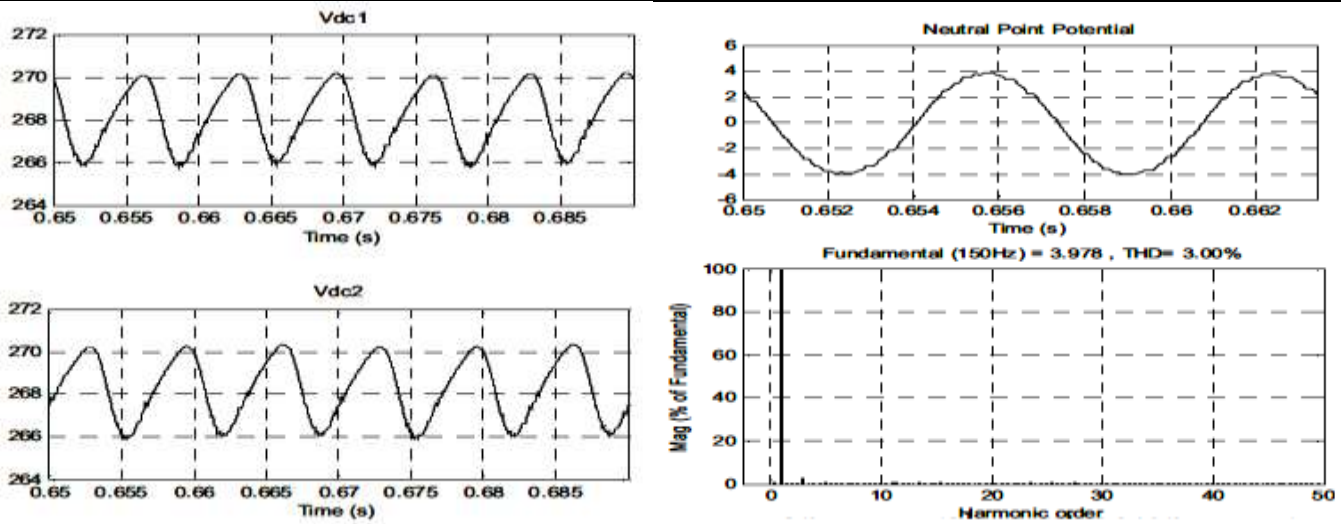 Vdc1
272
270
268
266
264
0.65 0.655 0.66 0.665 0.67 0.675 0.68 0.685
Time (s)
Vdc2
272
270
268
266
264
0.65 0.655 0.66 0.665 0.67 0.675 0.68 0.685
Time (s)
Neutral Point Potential
6
4
2
0
-2
-4
-6
0.65 0.652 0.654 0.656 0.658 0.66 0.662
Time (s)
Fundamental (150Hz) = 3.978 , THD= 3.00%
Mag (% of Fundamental)
100
80
60
40
20
0
0 10 20 30 40 50
Harmonic order